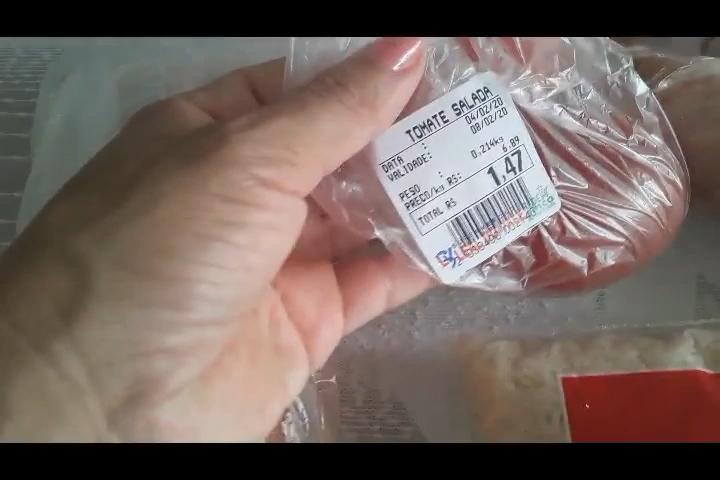 TOMATE SALADA
DATA : 04/02/20
VALIDADE: 08/02/20
PESO : 0,214kg
PRECO/kg R$: 6,89
TOTAL R$ 1,47